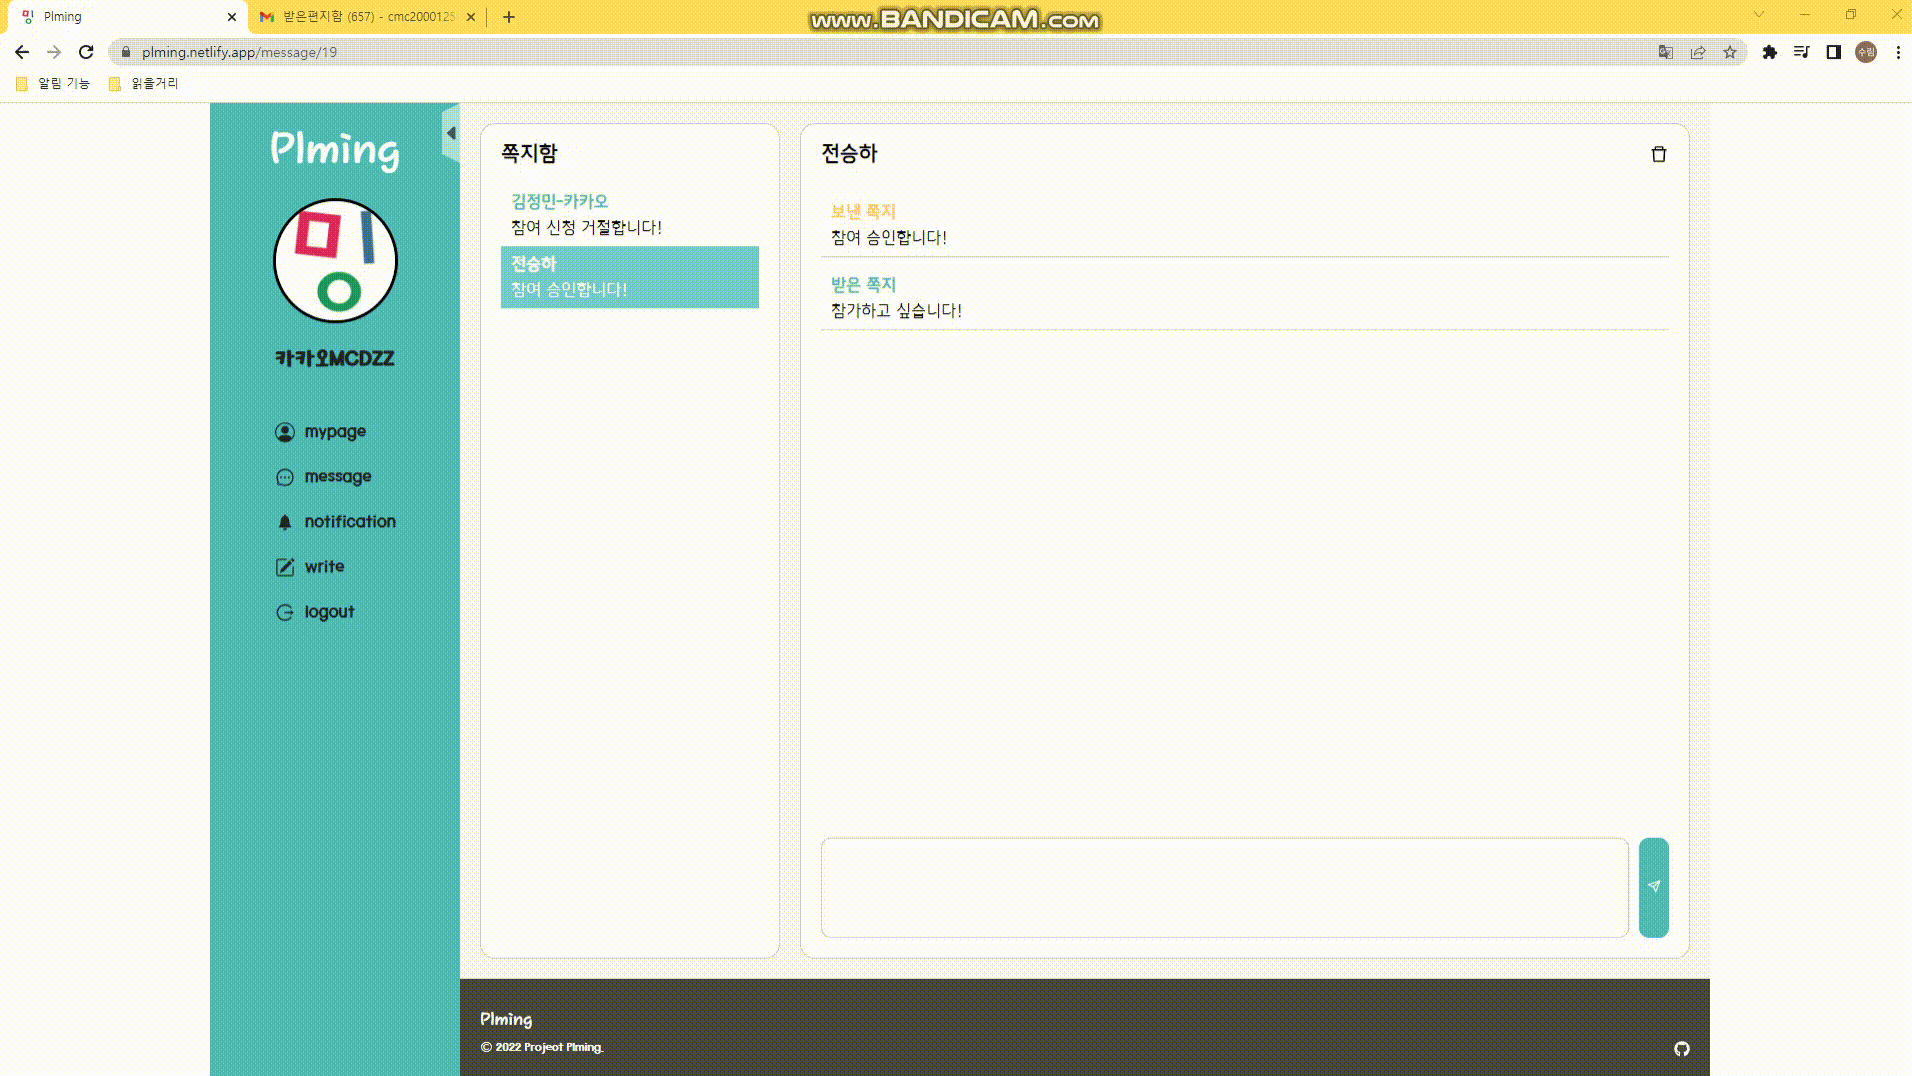 Plming
받은편지함 (657) - cmc2000125
www.BANDICAM.com
plming.netlify.app/message/19
수림
알림 기능
읽을거리
Plming
밍
카카오MCDZZ
mypage
message
notification
write
logout
쪽지함
김정민-카카오
참여 신청 거절합니다!
전승하
참여 승인합니다!
전승하
보낸 쪽지
참여 승인합니다!
받은 쪽지
참가하고 싶습니다!
Plming
© 2022 Project Plming.